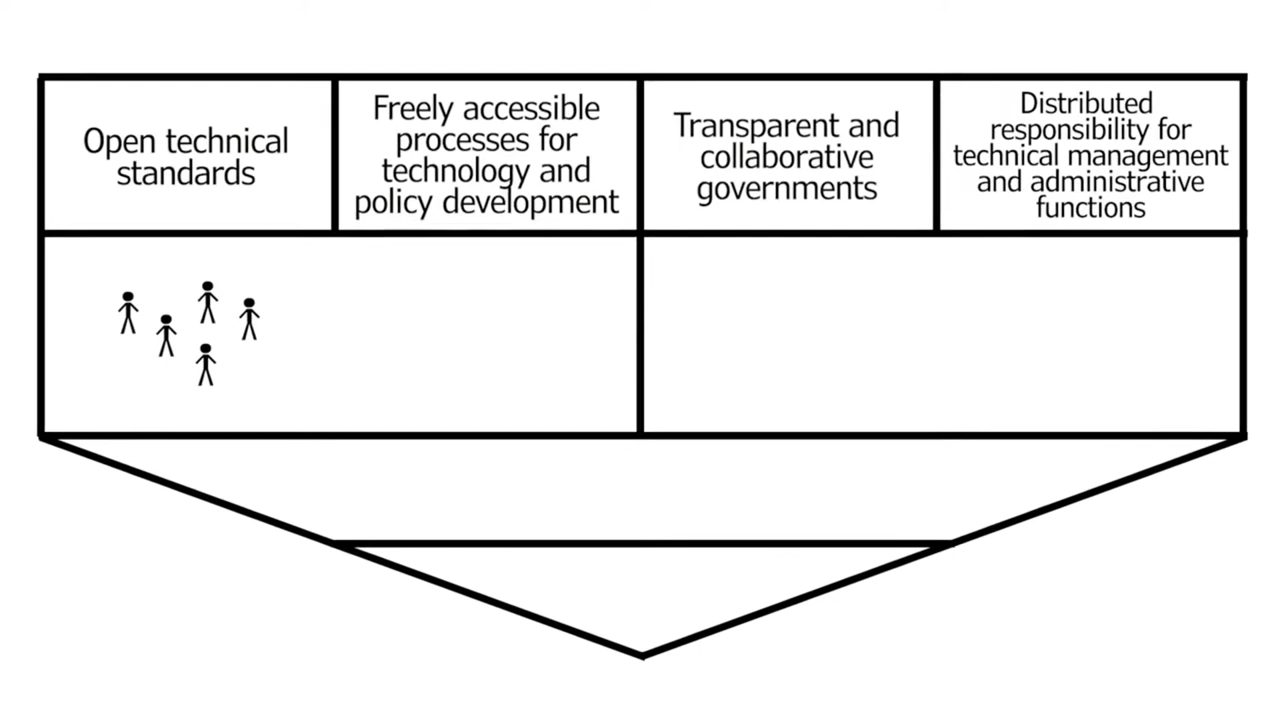 Open technical
standards
Freely accessible
processes for
technology and
policy development
Transparent and
collaborative
governments
Distributed
responsibility for
technical management
and administrative
functions